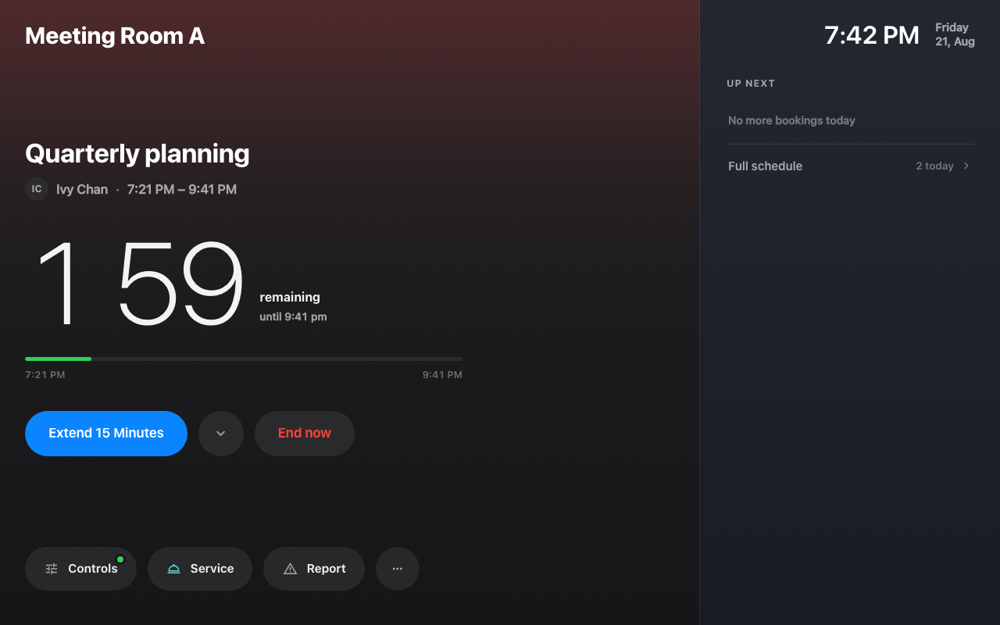 Meeting Room A
7:42 PM
Friday
21, Aug
UP NEXT
No more bookings today
Full schedule 2 today
Quarterly planning
IC Ivy Chan · 7:21 PM – 9:41 PM
1 59 remaining
until 9:41 pm
7:21 PM 9:41 PM
Extend 15 Minutes End now
Controls Service Report